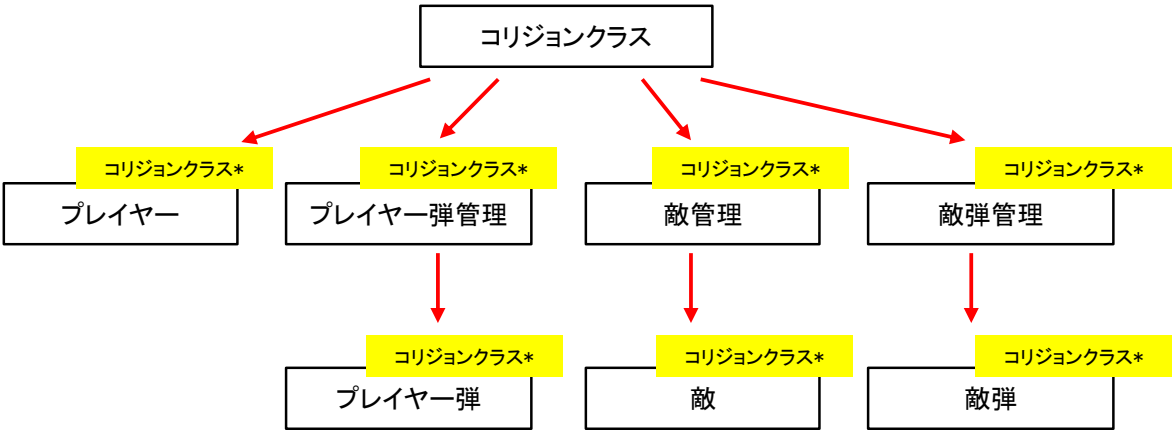 コリジョンクラス
コリジョンクラス*
コリジョンクラス*
コリジョンクラス*
コリジョンクラス*
プレイヤー
プレイヤー弾管理
敵管理
敵弾管理
コリジョンクラス*
コリジョンクラス*
コリジョンクラス*
プレイヤー弾
敵
敵弾